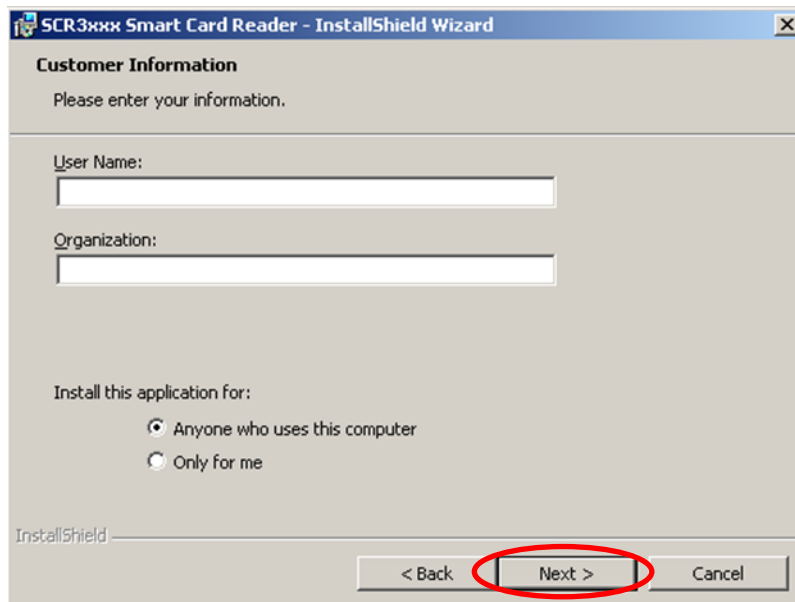 SCR3xxx Smart Card Reader - InstallShield Wizard
Customer Information
Please enter your information.
User Name:
Organization:
Install this application for:
Anyone who uses this computer
Only for me
InstallShield
< Back Next > Cancel